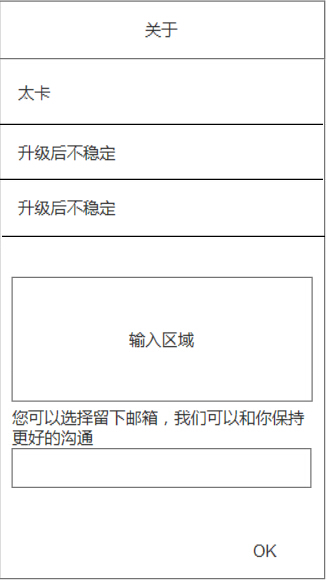 关于
太卡
升级后不稳定
升级后不稳定
输入区域
您可以选择留下邮箱，我们可以和你保持
更好的沟通
OK